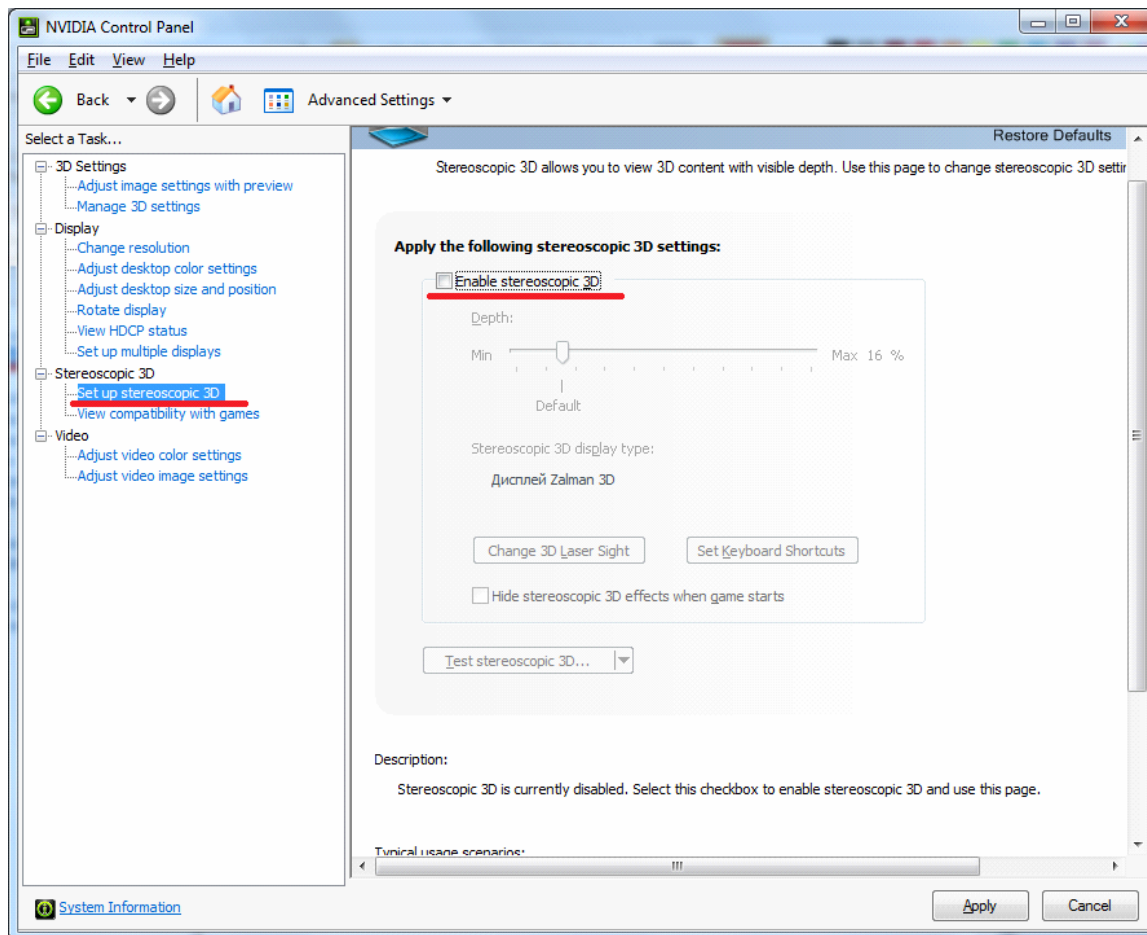 NVIDIA Control Panel
File Edit View Help
Back Advanced Settings
Select a Task...
3D Settings
Adjust image settings with preview
Manage 3D settings
Display
Change resolution
Adjust desktop color settings
Adjust desktop size and position
Rotate display
View HDCP status
Set up multiple displays
Stereoscopic 3D
Set up stereoscopic 3D
View compatibility with games
Video
Adjust video color settings
Adjust video image settings
Restore Defaults
Stereoscopic 3D allows you to view 3D content with visible depth. Use this page to change stereoscopic 3D settin
Apply the following stereoscopic 3D settings:
Enable stereoscopic 3D
Depth:
Min Max 16 %
Default
Stereoscopic 3D display type:
Дисплей Zalman 3D
Change 3D Laser Sight Set Keyboard Shortcuts
Hide stereoscopic 3D effects when game starts
Test stereoscopic 3D...
Description:
Stereoscopic 3D is currently disabled. Select this checkbox to enable stereoscopic 3D and use this page.
Typical usage scenarios:
System Information
Apply Cancel